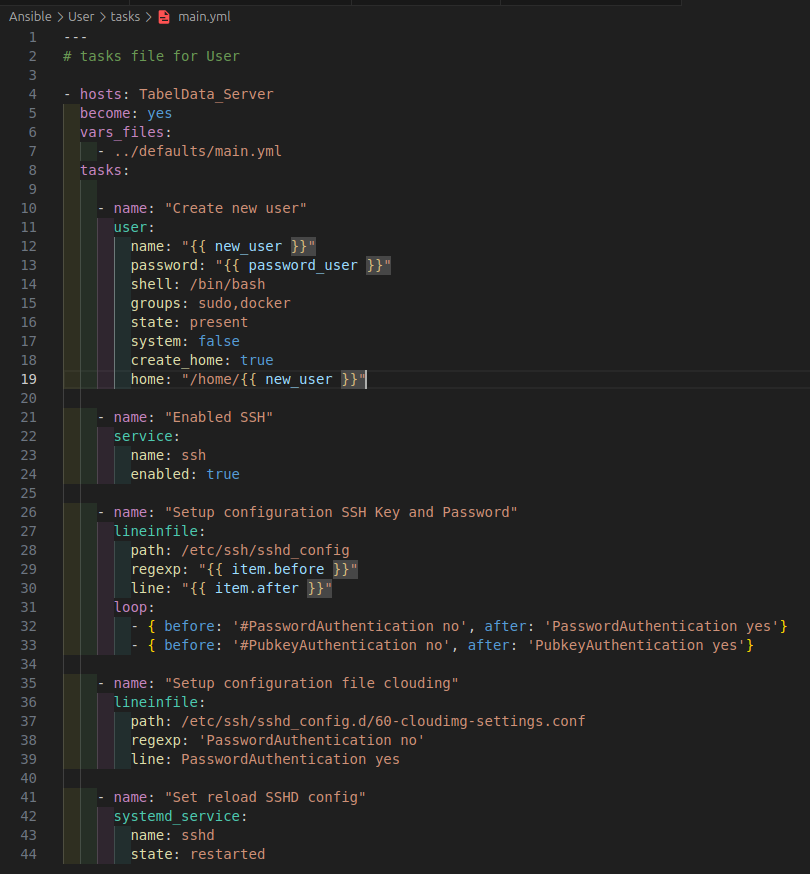 Ansible > User > tasks > main.yml
1 ---
2 # tasks file for User
3
4 - hosts: TabelData_Server
5   become: yes
6   vars_files:
7     - ../defaults/main.yml
8   tasks:
9
10     - name: "Create new user"
11       user:
12         name: "{{ new_user }}"
13         password: "{{ password_user }}"
14         shell: /bin/bash
15         groups: sudo,docker
16         state: present
17         system: false
18         create_home: true
19         home: "/home/{{ new_user }}"
20
21     - name: "Enabled SSH"
22       service:
23         name: ssh
24         enabled: true
25
26     - name: "Setup configuration SSH Key and Password"
27       lineinfile:
28         path: /etc/ssh/sshd_config
29         regexp: "{{ item.before }}"
30         line: "{{ item.after }}"
31       loop:
32         - { before: '#PasswordAuthentication no', after: 'PasswordAuthentication yes'}
33         - { before: '#PubkeyAuthentication no', after: 'PubkeyAuthentication yes'}
34
35     - name: "Setup configuration file clouding"
36       lineinfile:
37         path: /etc/ssh/sshd_config.d/60-cloudimg-settings.conf
38         regexp: 'PasswordAuthentication no'
39         line: PasswordAuthentication yes
40
41     - name: "Set reload SSHD config"
42       systemd_service:
43         name: sshd
44         state: restarted